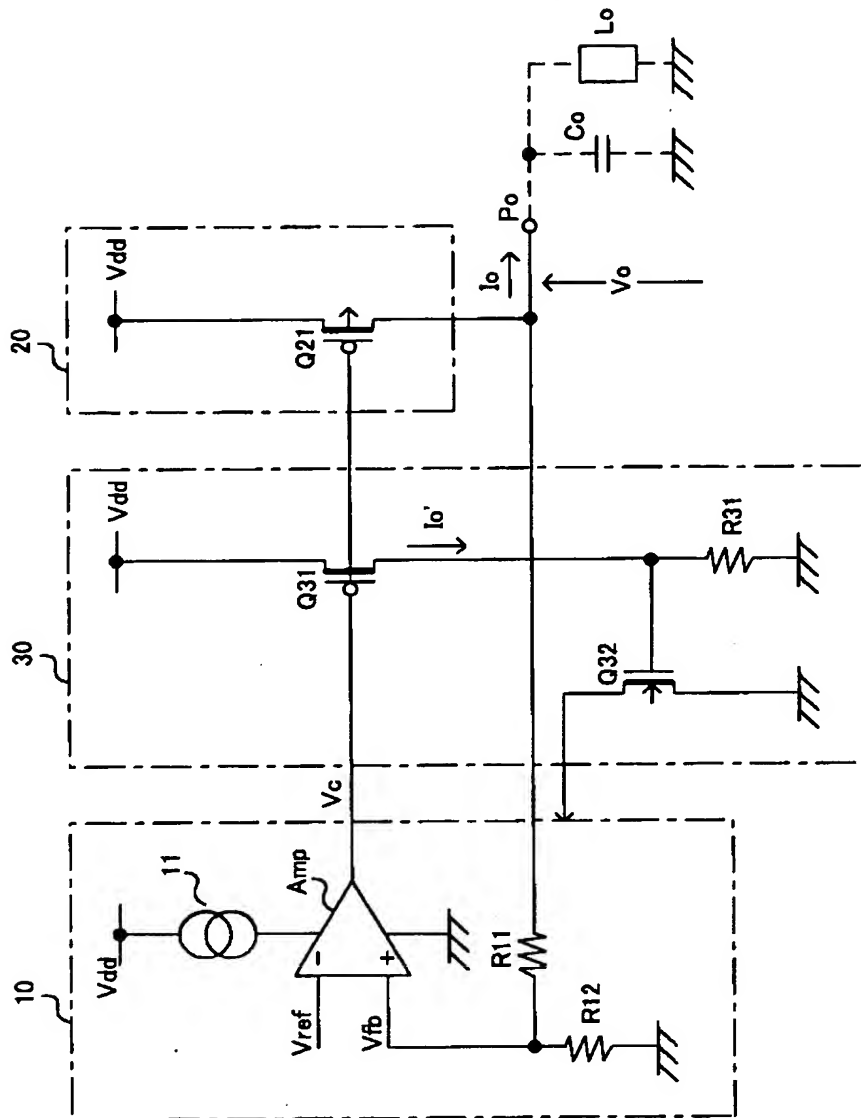 10
Vdd
11
Amp
Vref
Vfb
−
+
R11
R12
Vc
30
Vdd
Q31
Io'
Q32
R31
20
Vdd
Q21
Io
Vo
Po
Co
Lo